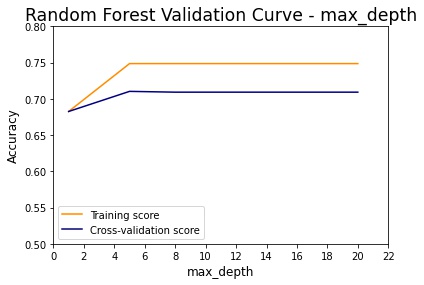 Random Forest Validation Curve - max_depth
0.80
0.75
0.70
0.65
0.60
0.55
0.50
Accuracy
Training score
Cross-validation score
0 2 4 6 8 10 12 14 16 18 20 22
max_depth